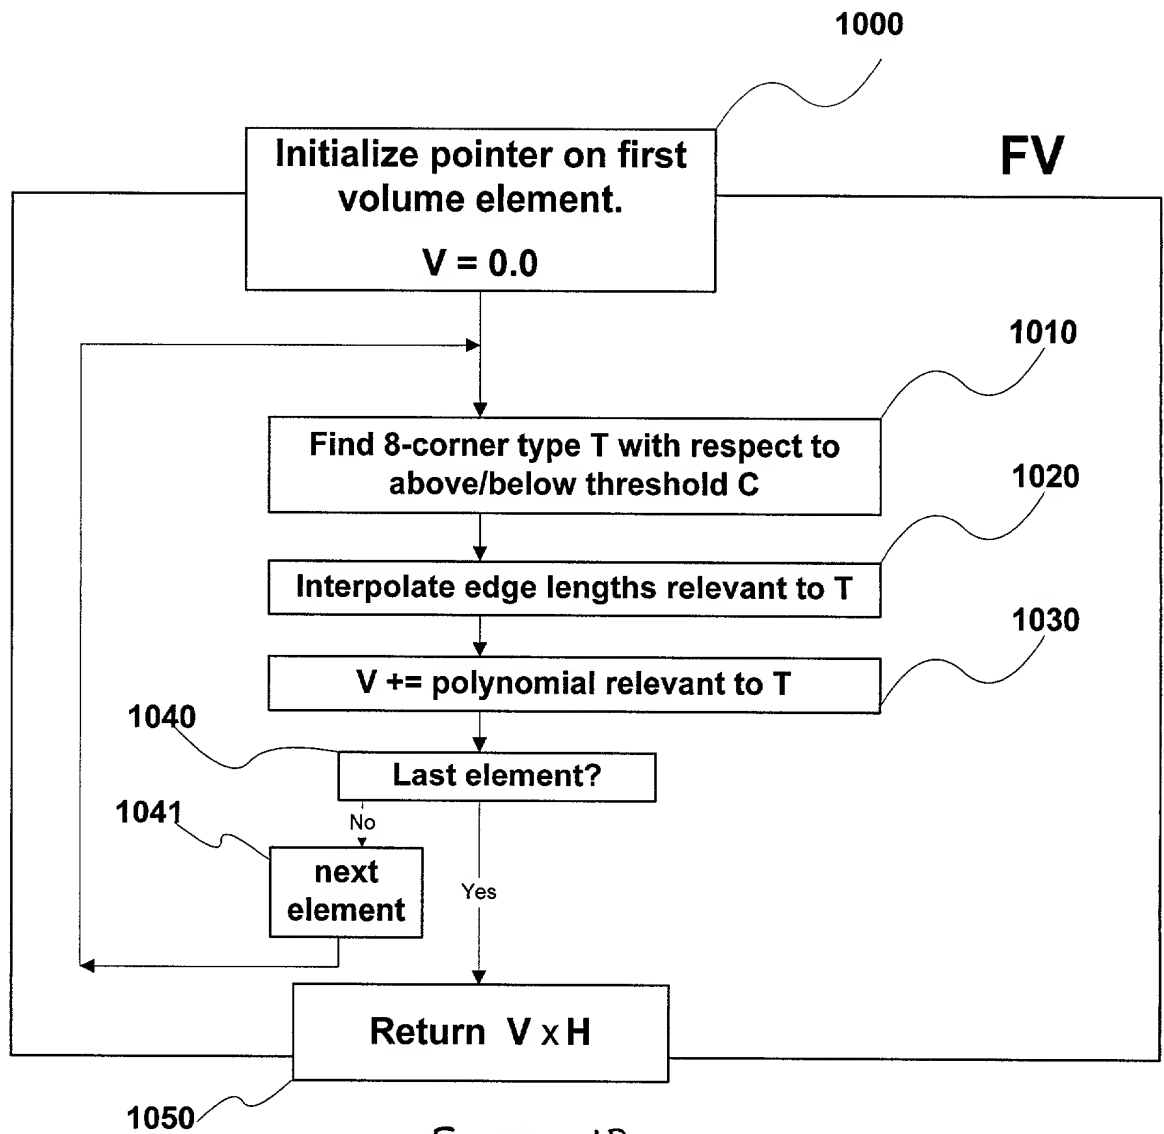 1000
FV
Initialize pointer on first
volume element.
V = 0.0
1010
Find 8-corner type T with respect to
above/below threshold C
1020
Interpolate edge lengths relevant to T
1030
V += polynomial relevant to T
1040
Last element?
1041
No
next
element
Yes
Return V x H
1050